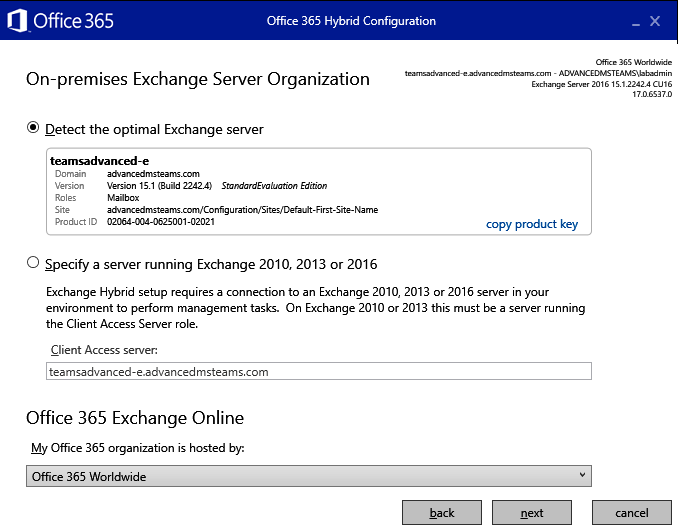 Office 365
Office 365 Hybrid Configuration
Office 365 Worldwide
teamsadvanced-e.advancedmsteams.com - ADVANCEDMSTEAMS\labadmin
Exchange Server 2016 15.1.2242.4 CU16
17.0.6537.0
On-premises Exchange Server Organization
Detect the optimal Exchange server
teamsadvanced-e
Domain advancedmsteams.com
Version Version 15.1 (Build 2242.4) StandardEvaluation Edition
Roles Mailbox
Site advancedmsteams.com/Configuration/Sites/Default-First-Site-Name
Product ID 02064-004-0625001-02021
copy product key
Specify a server running Exchange 2010, 2013 or 2016
Exchange Hybrid setup requires a connection to an Exchange 2010, 2013 or 2016 server in your
environment to perform management tasks. On Exchange 2010 or 2013 this must be a server running
the Client Access Server role.
Client Access server:
teamsadvanced-e.advancedmsteams.com
Office 365 Exchange Online
My Office 365 organization is hosted by:
Office 365 Worldwide
back
next
cancel